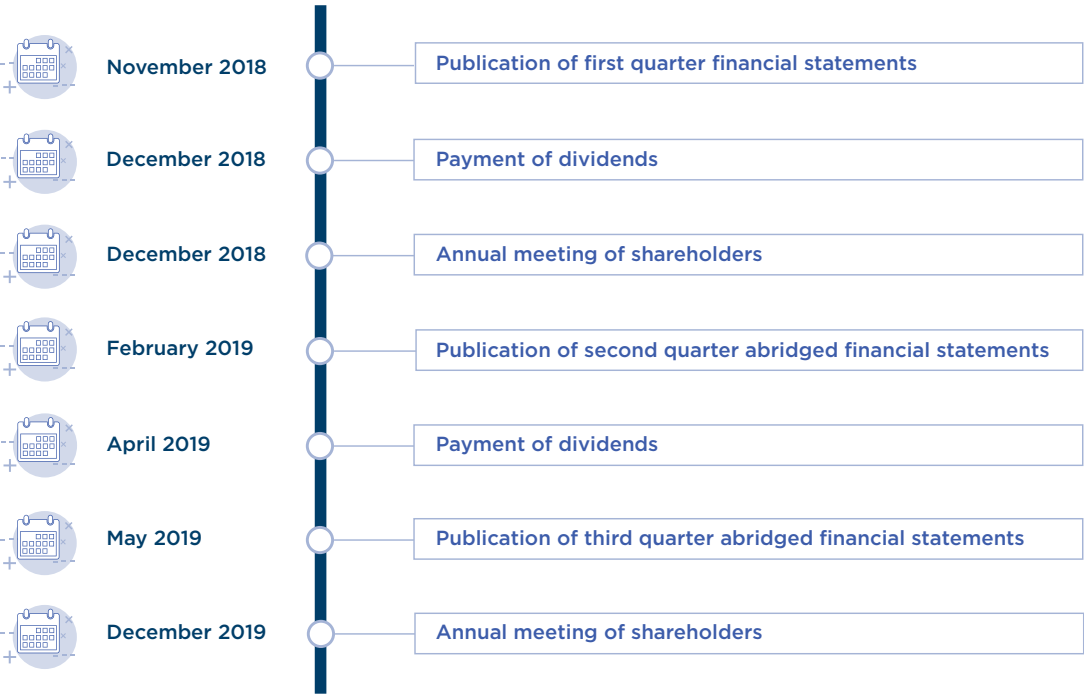 November 2018
Publication of first quarter financial statements
December 2018
Payment of dividends
December 2018
Annual meeting of shareholders
February 2019
Publication of second quarter abridged financial statements
April 2019
Payment of dividends
May 2019
Publication of third quarter abridged financial statements
December 2019
Annual meeting of shareholders